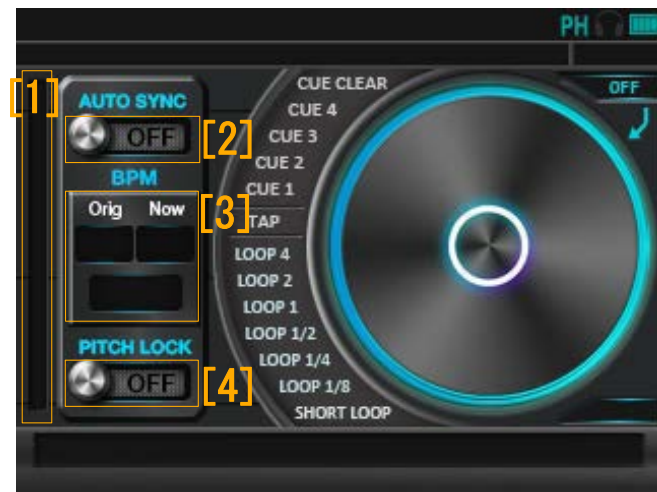 PH
OFF
[1]
AUTO SYNC
OFF
[2]
BPM
Orig Now
[3]
PITCH LOCK
OFF
[4]
CUE CLEAR
CUE 4
CUE 3
CUE 2
CUE 1
TAP
LOOP 4
LOOP 2
LOOP 1
LOOP 1/2
LOOP 1/4
LOOP 1/8
SHORT LOOP